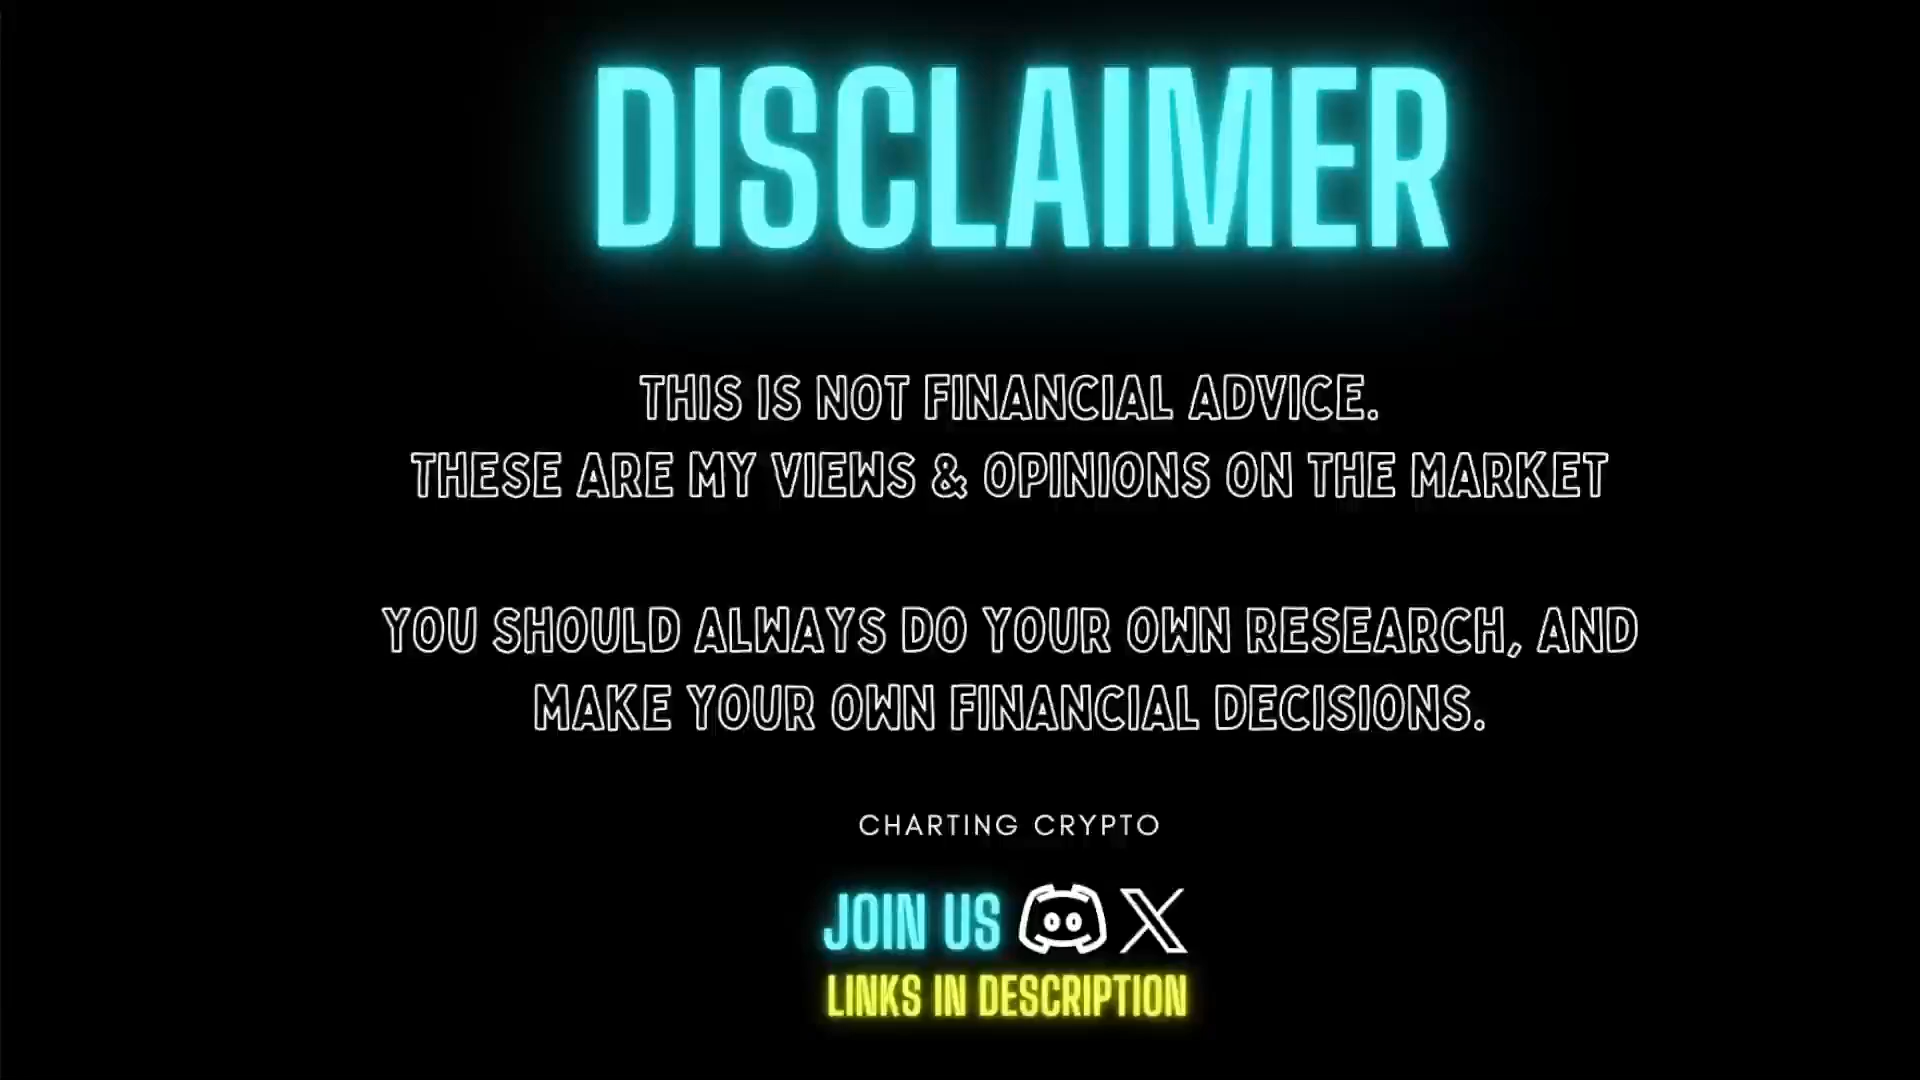 DISCLAIMER
THIS IS NOT FINANCIAL ADVICE.
THESE ARE MY VIEWS & OPINIONS ON THE MARKET
YOU SHOULD ALWAYS DO YOUR OWN RESEARCH, AND
MAKE YOUR OWN FINANCIAL DECISIONS.
CHARTING CRYPTO
JOIN US
LINKS IN DESCRIPTION